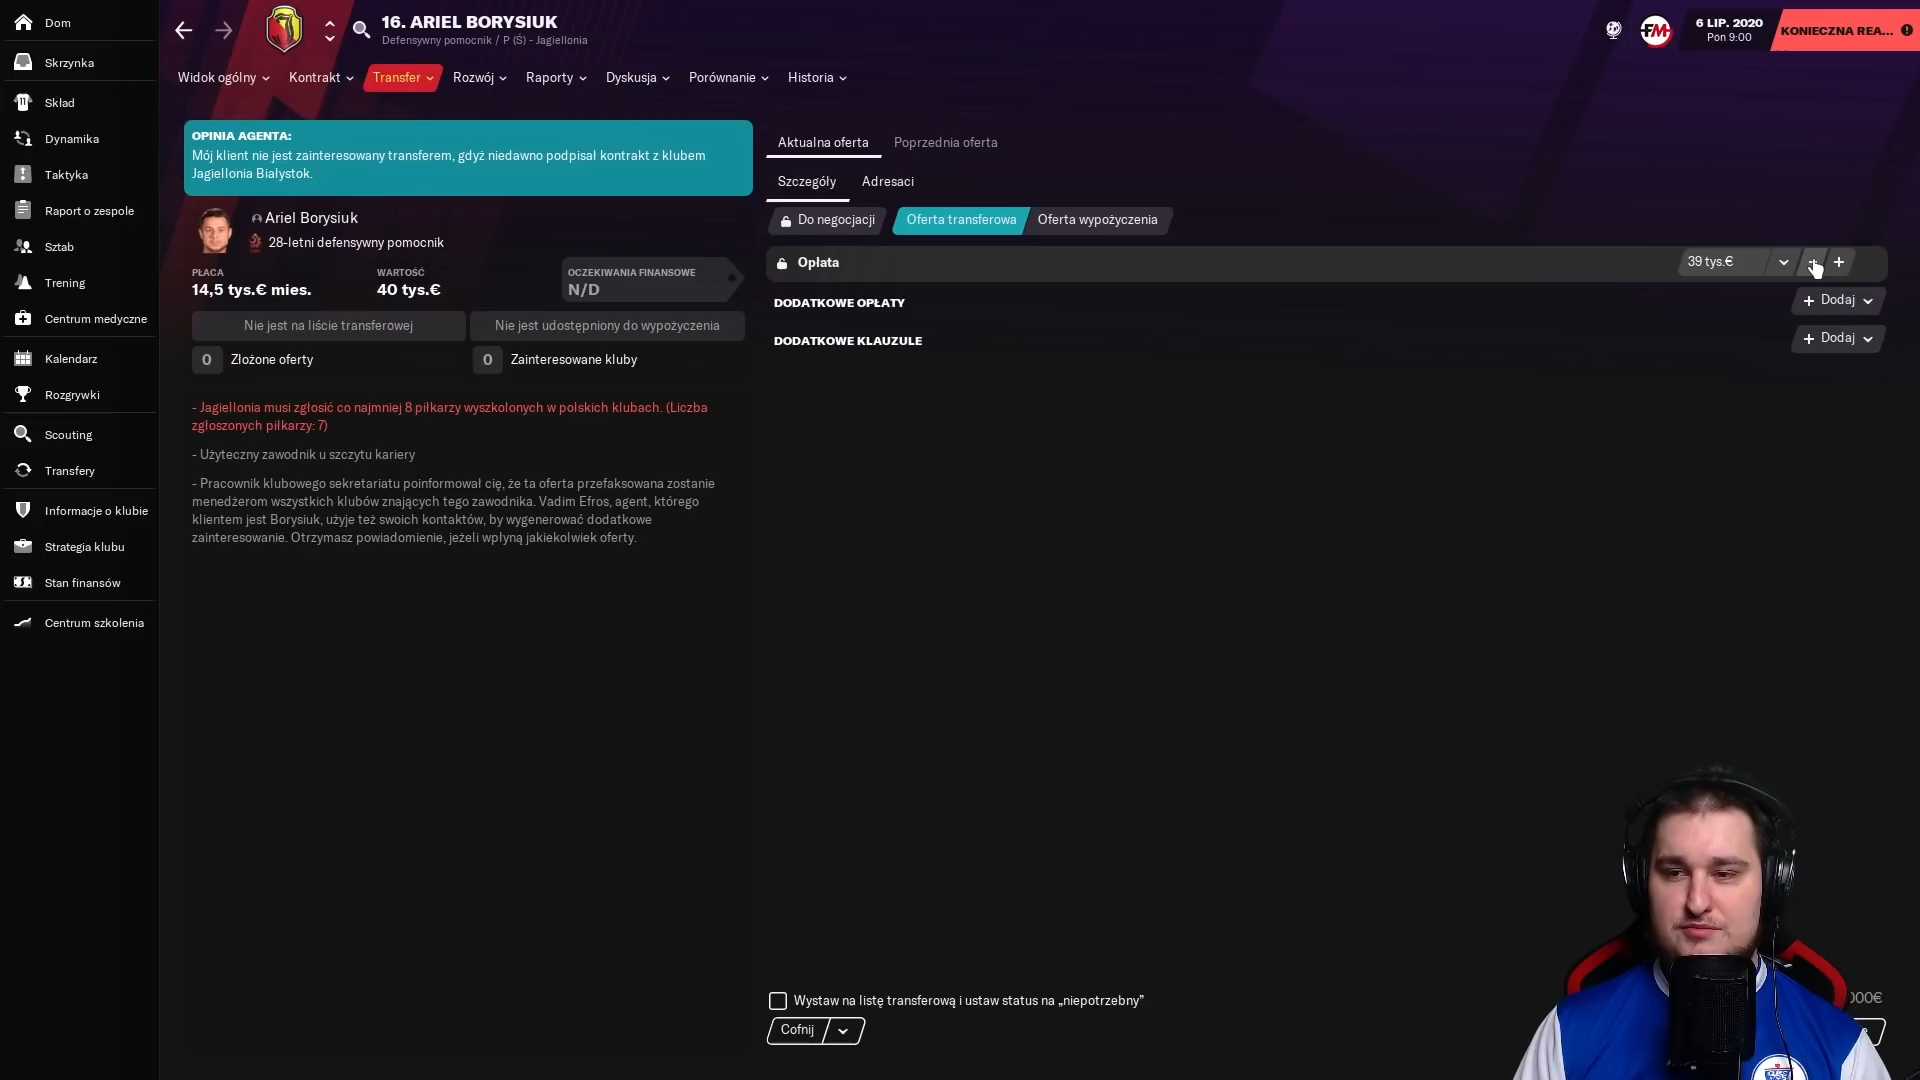 Dom
Skrzynka
Skład
Dynamika
Taktyka
Raport o zespole
Sztab
Trening
Centrum medyczne
Kalendarz
Rozgrywki
Scouting
Transfery
Informacje o klubie
Strategia klubu
Stan finansów
Centrum szkolenia
16. ARIEL BORYSIUK
Defensywny pomocnik / P (Ś) - Jagiellonia
FM
6 LIP. 2020
Pon 9:00
KONIECZNA REA...
Widok ogólny
Kontrakt
Transfer
Rozwój
Raporty
Dyskusja
Porównanie
Historia
OPINIA AGENTA:
Mój klient nie jest zainteresowany transferem, gdyż niedawno podpisał kontrakt z klubem
Jagiellonia Białystok.
Ariel Borysiuk
28-letni defensywny pomocnik
PŁACA
14,5 tys.€ mies.
WARTOŚĆ
40 tys.€
OCZEKIWANIA FINANSOWE
N/D
Nie jest na liście transferowej
Nie jest udostępniony do wypożyczenia
0 Złożone oferty
0 Zainteresowane kluby
- Jagiellonia musi zgłosić co najmniej 8 piłkarzy wyszkolonych w polskich klubach. (Liczba
zgłoszonych piłkarzy: 7)
- Użyteczny zawodnik u szczytu kariery
- Pracownik klubowego sekretariatu poinformował cię, że ta oferta przefaksowana zostanie
menedżerom wszystkich klubów znających tego zawodnika. Vadim Efros, agent, którego
klientem jest Borysiuk, użyje też swoich kontaktów, by wygenerować dodatkowe
zainteresowanie. Otrzymasz powiadomienie, jeżeli wpłyną jakiekolwiek oferty.
Aktualna oferta
Poprzednia oferta
Szczegóły
Adresaci
Do negocjacji
Oferta transferowa
Oferta wypożyczenia
Opłata
39 tys.€
DODATKOWE OPŁATY
+ Dodaj
DODATKOWE KLAUZULE
+ Dodaj
Wystaw na listę transferową i ustaw status na „niepotrzebny”
Cofnij
000€